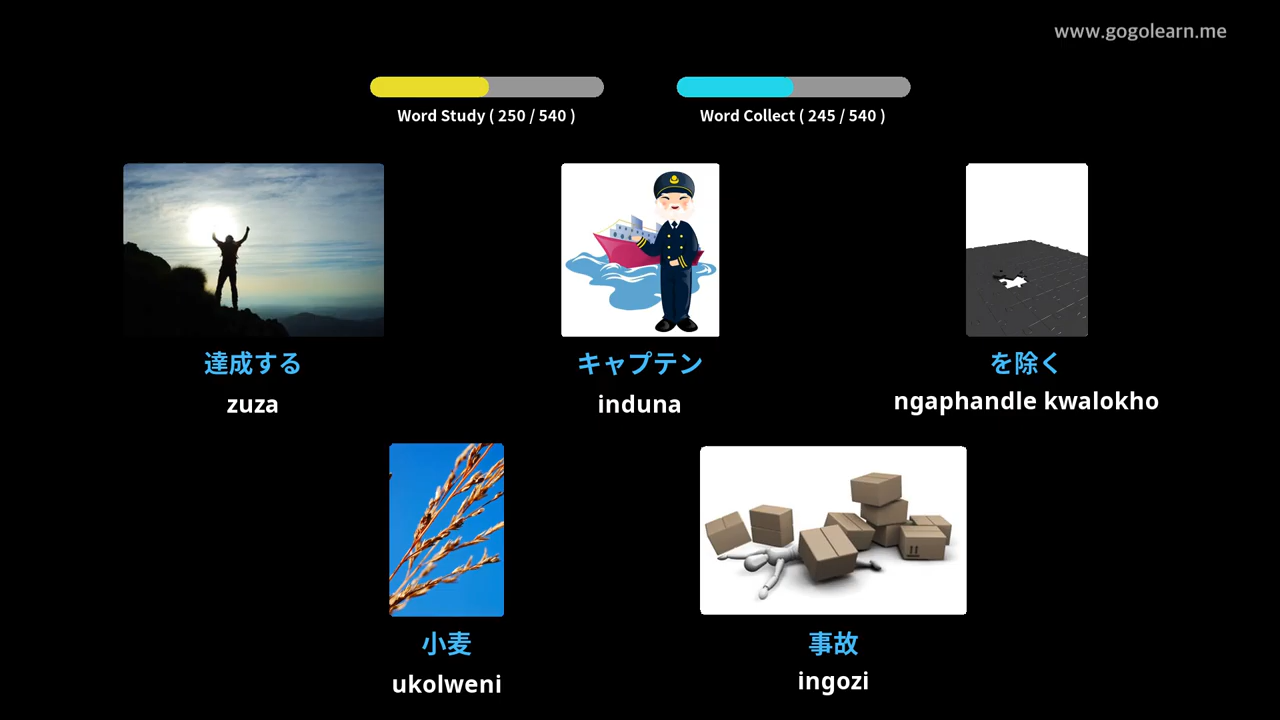 www.gogolearn.me
Word Study ( 250 / 540 )
Word Collect ( 245 / 540 )
達成する
zuza
キャプテン
induna
を除く
ngaphandle kwalokho
小麦
ukolweni
事故
ingozi